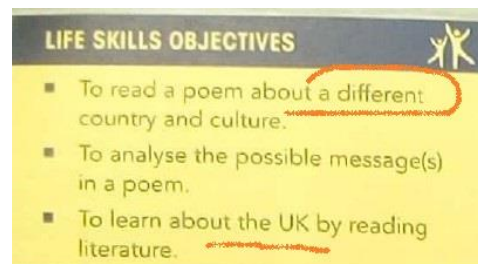 LIFE SKILLS OBJECTIVES
▪ To read a poem about a different
country and culture.
▪ To analyse the possible message(s)
in a poem.
▪ To learn about the UK by reading
literature.